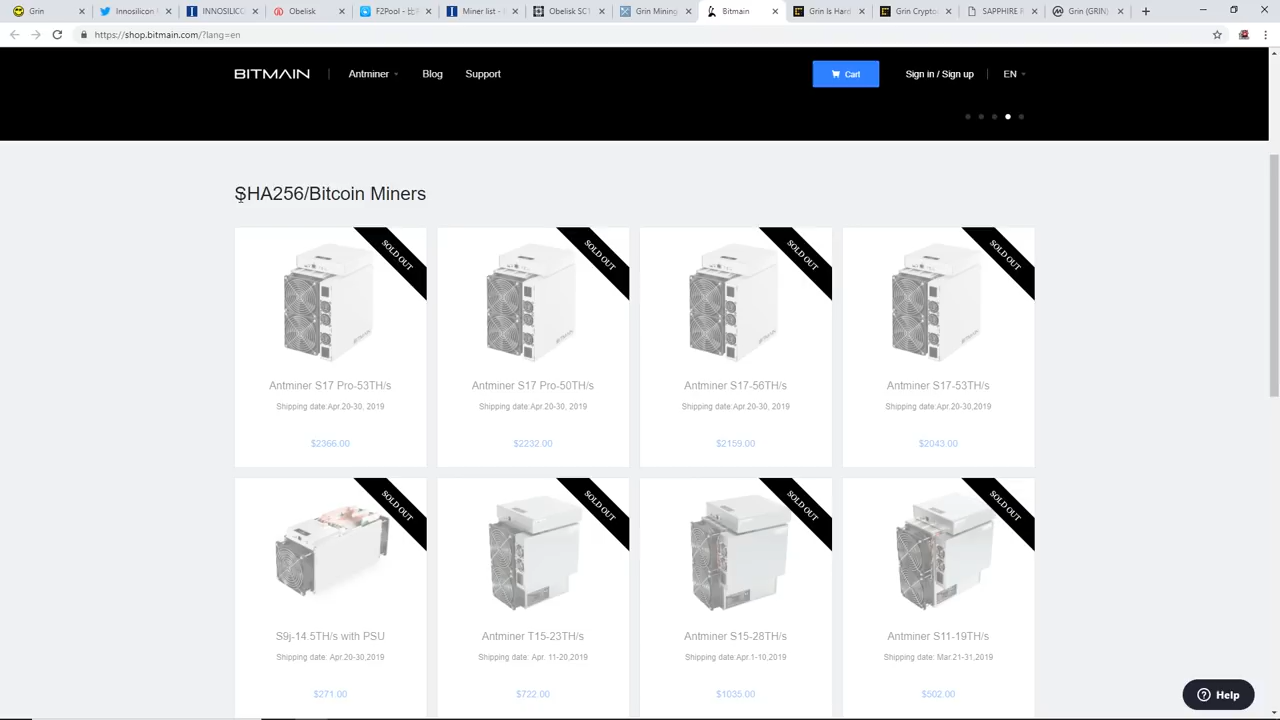 Grin
Innosilicon
INNOSILICO
Obelisk
F2Pool -
Miner list -
Obelisk SC1
Grin Mining
Bitmain
Grin Is Hard
Grin Crypto
SAPPHIRE
Grin (GRIN)
https://shop.bitmain.com/?lang=en
BITMAIN
Antminer
Blog
Support
Cart
Sign in / Sign up
EN
SHA256/Bitcoin Miners
SOLD OUT
SOLD OUT
SOLD OUT
SOLD OUT
Antminer S17 Pro-53TH/s
Antminer S17 Pro-50TH/s
Antminer S17-56TH/s
Antminer S17-53TH/s
Shipping date:Apr.20-30, 2019
Shipping date:Apr.20-30, 2019
Shipping date:Apr.20-30, 2019
Shipping date:Apr.20-30,2019
$2366.00
$2232.00
$2159.00
$2043.00
SOLD OUT
SOLD OUT
SOLD OUT
SOLD OUT
S9j-14.5TH/s with PSU
Antminer T15-23TH/s
Antminer S15-28TH/s
Antminer S11-19TH/s
Shipping date: Apr.20-30,2019
Shipping date: Apr. 11-20,2019
Shipping date:Apr.1-10,2019
Shipping date: Mar.21-31,2019
$271.00
$722.00
$1035.00
$502.00
Help